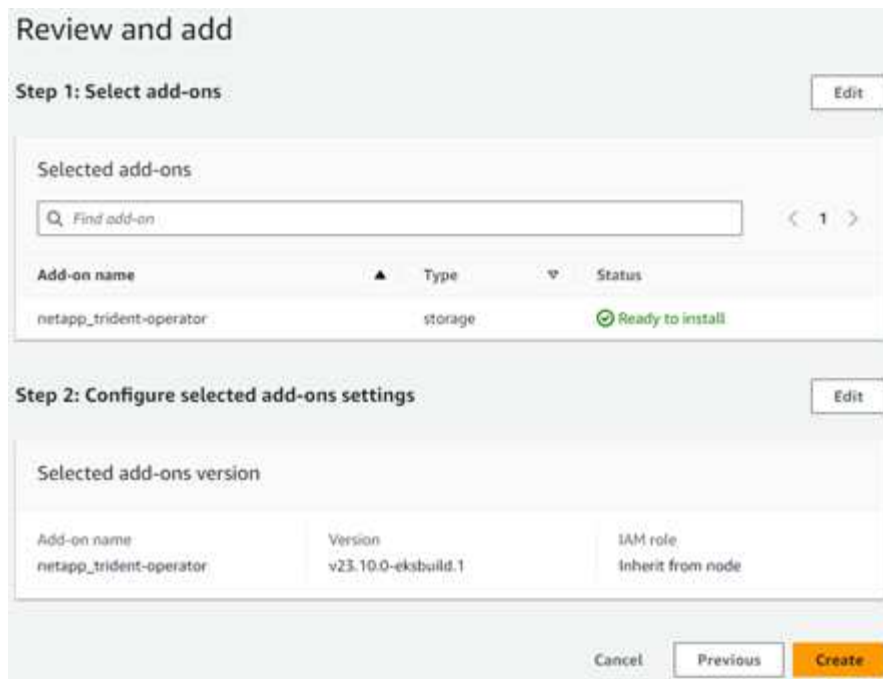 Review and add
Step 1: Select add-ons
Edit
Selected add-ons
Find add-on
1
Add-on name Type Status
netapp_trident-operator storage Ready to install
Step 2: Configure selected add-ons settings
Edit
Selected add-ons version
Add-on name Version IAM role
netapp_trident-operator v23.10.0-eksbuild.1 Inherit from node
Cancel Previous Create